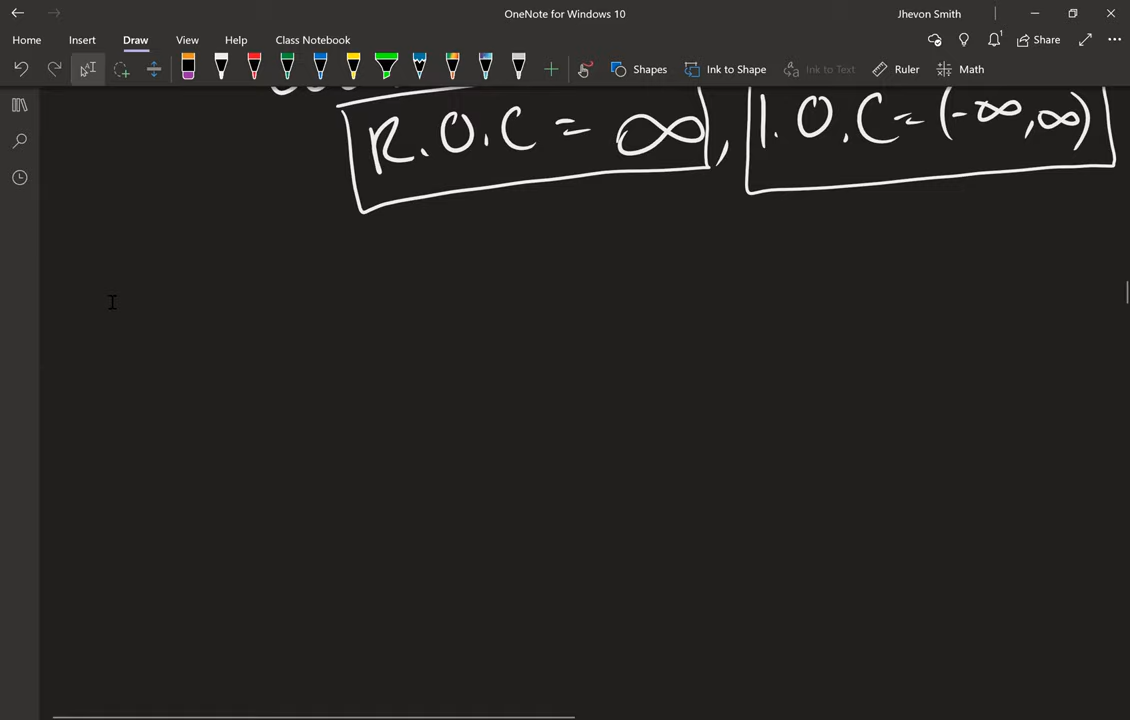 OneNote for Windows 10
Jhevon Smith
Home Insert Draw View Help Class Notebook
1 Share
Shapes Ink to Shape Ink to Text Ruler Math
R.O.C = ∞, I.O.C = (-∞,∞)